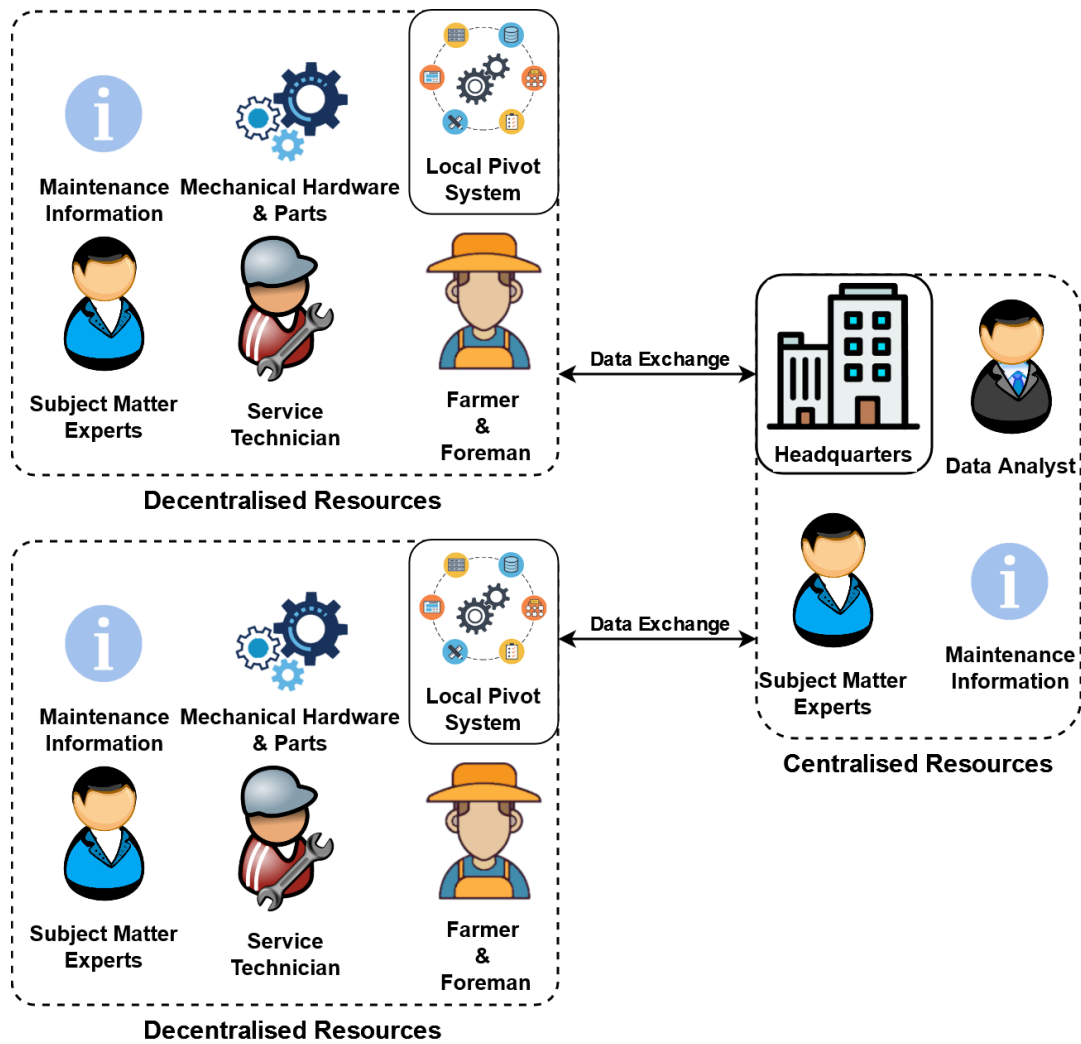 Local Pivot
System
Maintenance
Information
Mechanical Hardware
& Parts
Subject Matter
Experts
Service
Technician
Farmer
&
Foreman
Decentralised Resources
Data Exchange
Headquarters
Data Analyst
Local Pivot
System
Maintenance
Information
Mechanical Hardware
& Parts
Subject Matter
Experts
Service
Technician
Farmer
&
Foreman
Decentralised Resources
Data Exchange
Subject Matter
Experts
Maintenance
Information
Centralised Resources